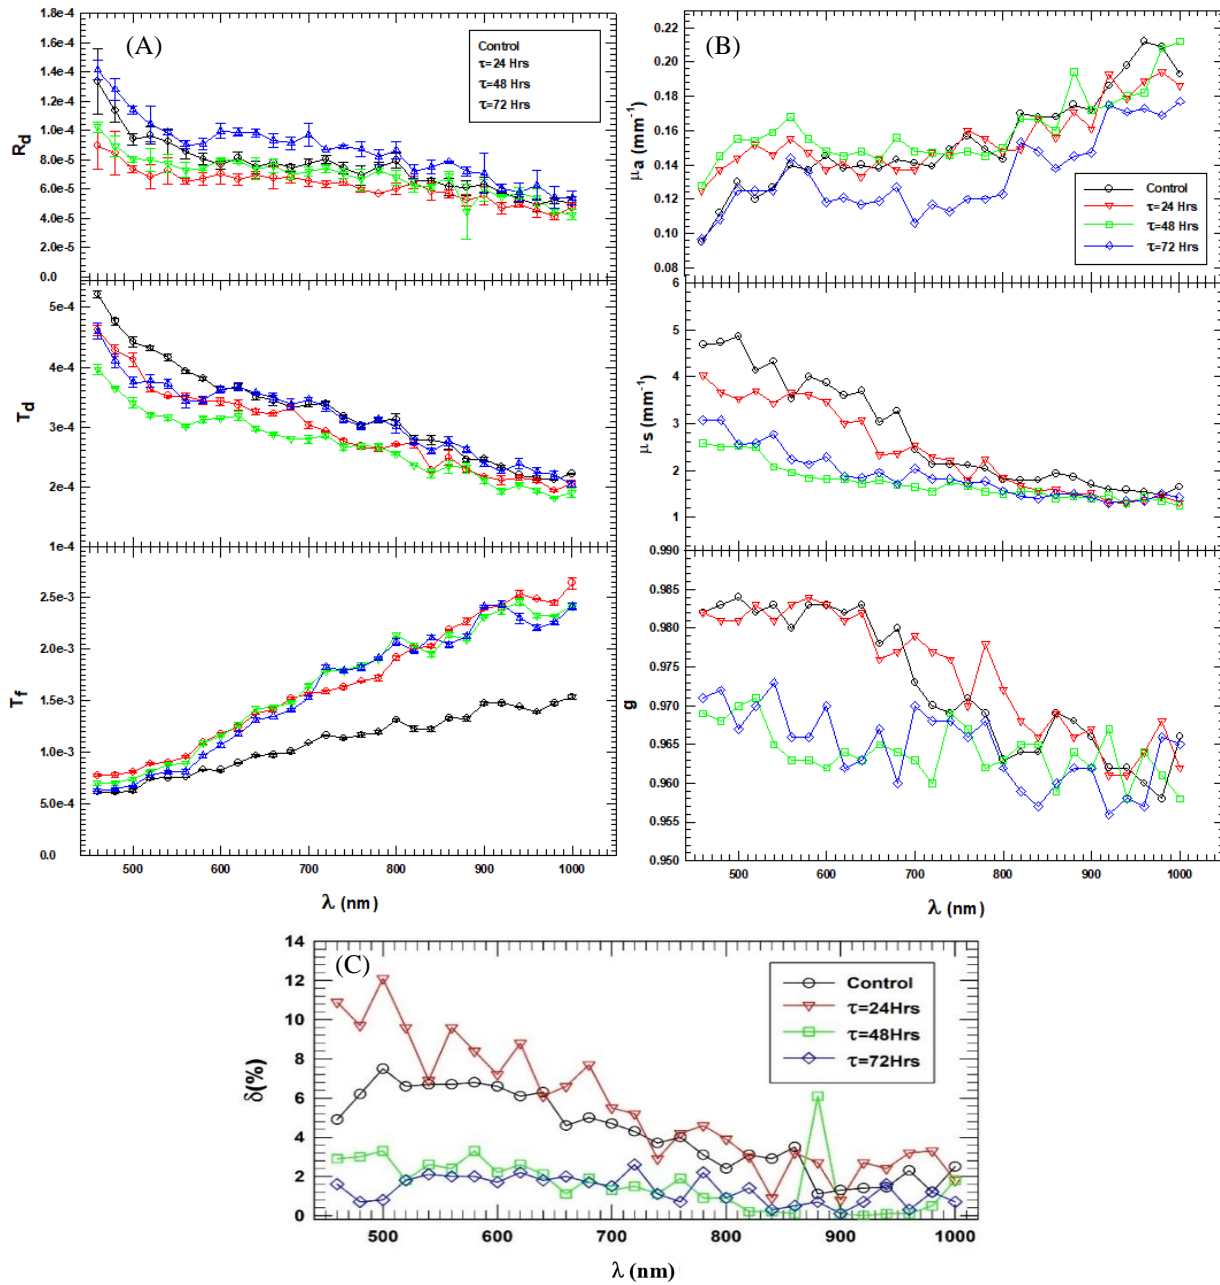 (A)
Control
τ=24 Hrs
τ=48 Hrs
τ=72 Hrs
1.8e-4
1.6e-4
1.4e-4
1.2e-4
1.0e-4
8.0e-5
6.0e-5
4.0e-5
2.0e-5
0.0
R_d
5e-4
4e-4
3e-4
2e-4
1e-4
T_d
2.5e-3
2.0e-3
1.5e-3
1.0e-3
5.0e-4
0.0
T_f
500 600 700 800 900 1000
λ (nm)
(B)
0.22
0.20
0.18
0.16
0.14
0.12
0.10
0.08
μa (mm⁻¹)
Control
τ=24 Hrs
τ=48 Hrs
τ=72 Hrs
6
5
4
3
2
1
μs (mm⁻¹)
0.990
0.985
0.980
0.975
0.970
0.965
0.960
0.955
0.950
g
500 600 700 800 900 1000
λ (nm)
(C)
14
12
10
8
6
4
2
0
δ(%)
Control
τ=24Hrs
τ=48Hrs
τ=72Hrs
500 600 700 800 900 1000
λ (nm)